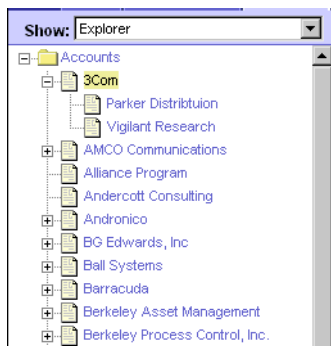 Show: Explorer
Accounts
3Com
Parker Distribtuion
Vigilant Research
AMCO Communications
Alliance Program
Andercott Consulting
Andronico
BG Edwards, Inc
Ball Systems
Barracuda
Berkeley Asset Management
Berkeley Process Control, Inc.